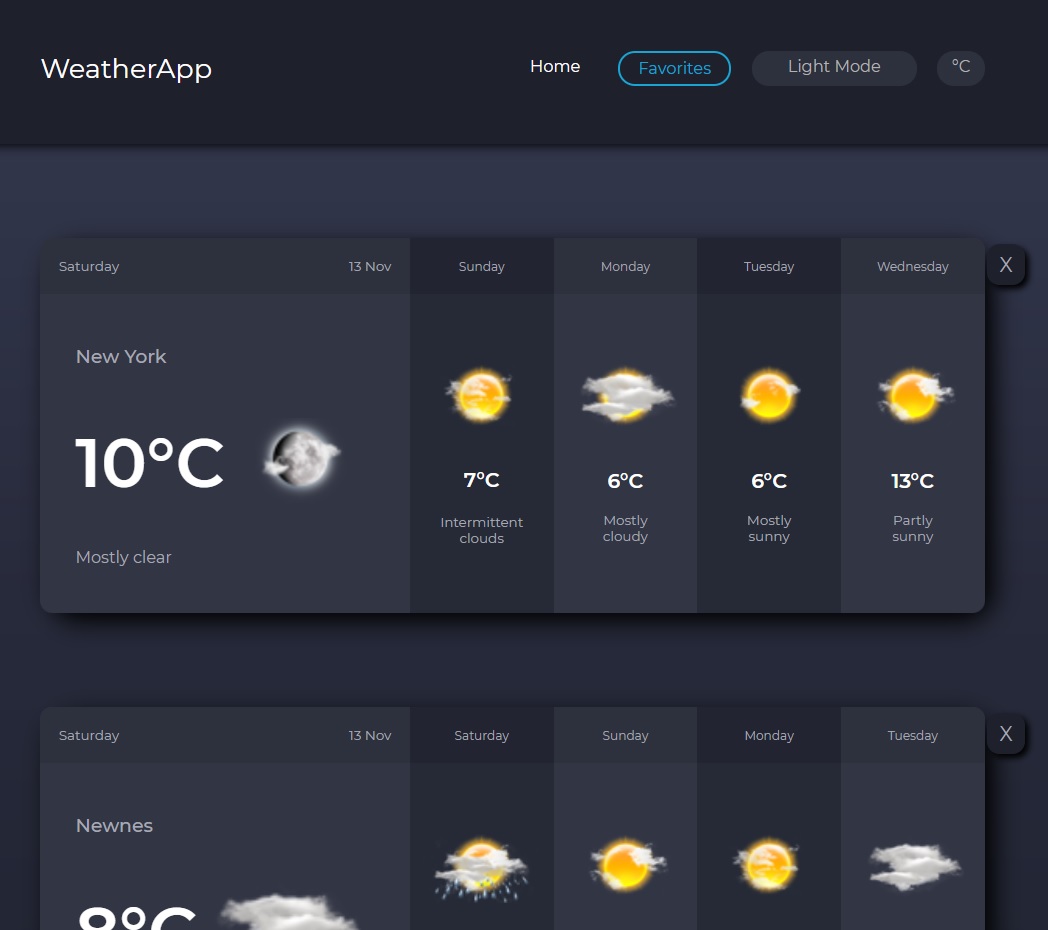 WeatherApp
Home
Favorites
Light Mode
°C
Saturday
13 Nov
Sunday
Monday
Tuesday
Wednesday
X
New York
10°C
Mostly clear
7°C
Intermittent
clouds
6°C
Mostly
cloudy
6°C
Mostly
sunny
13°C
Partly
sunny
Saturday
13 Nov
Saturday
Sunday
Monday
Tuesday
X
Newnes
8°C